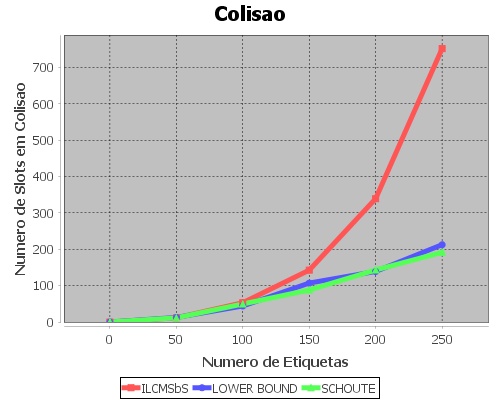 Colisao
Numero de Slots em Colisao
700
600
500
400
300
200
100
0
0 50 100 150 200 250
Numero de Etiquetas
ILCMSbS LOWER BOUND SCHOUTE